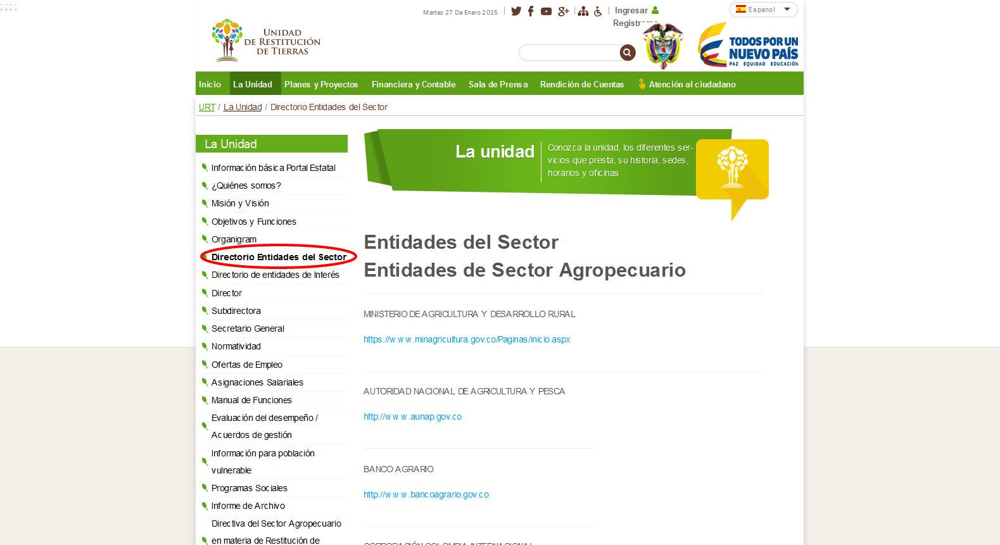 ; ; ; ;
Martes 27 De Enero 2015
Ingresar
Español
UNIDAD
DE RESTITUCIÓN
DE TIERRAS
TODOS POR UN
NUEVO PAÍS
PAZ EQUIDAD EDUCACIÓN
Inicio La Unidad Planes y Proyectos Financiera y Contable Sala de Prensa Rendición de Cuentas Atención al ciudadano
URT / La Unidad / Directorio Entidades del Sector
La Unidad
Información básica Portal Estatal
¿Quiénes somos?
Misión y Visión
Objetivos y Funciones
Organigram
Directorio Entidades del Sector
Directorio de entidades de Interés
Director
Subdirectora
Secretario General
Normatividad
Ofertas de Empleo
Asignaciones Salariales
Manual de Funciones
Evaluación del desempeño /
Acuerdos de gestión
Información para población
vulnerable
Programas Sociales
Informe de Archivo
Directiva del Sector Agropecuario
en materia de Restitución de
La unidad
Conozca la unidad, los diferentes ser-
vicios que presta, su historia, sedes,
horarios y oficinas
Entidades del Sector
Entidades de Sector Agropecuario
MINISTERIO DE AGRICULTURA Y DESARROLLO RURAL
https://www.minagricultura.gov.co/Paginas/inicio.aspx
AUTORIDAD NACIONAL DE AGRICULTURA Y PESCA
http://www.aunap.gov.co
BANCO AGRARIO
http://www.bancoagrario.gov.co
CORPORACIÓN COLOMBIA INTERNACIONAL